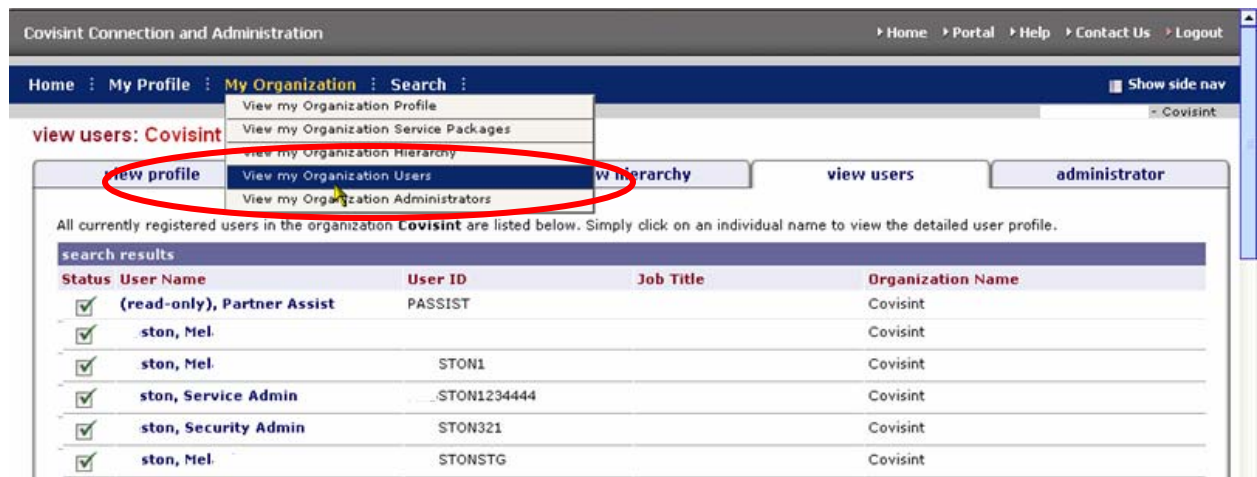 Covisint Connection and Administration Home Portal Help Contact Us Logout
Home My Profile My Organization Search Show side nav
- Covisint
view users: Covisint
View my Organization Profile
View my Organization Service Packages
View my Organization Hierarchy
View my Organization Users
View my Organization Administrators
view profile hierarchy view users administrator
All currently registered users in the organization Covisint are listed below. Simply click on an individual name to view the detailed user profile.
search results
Status User Name User ID Job Title Organization Name
(read-only), Partner Assist PASSIST Covisint
ston, Mel Covisint
ston, Mel STON1 Covisint
ston, Service Admin STON1234444 Covisint
ston, Security Admin STON321 Covisint
ston, Mel STONSTG Covisint